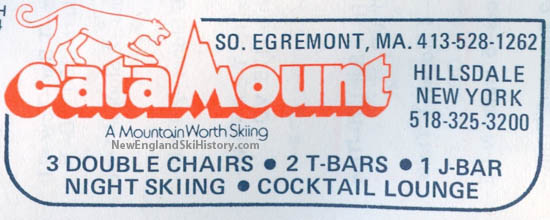 SO. EGREMONT, MA. 413-528-1262
cataMount
HILLSDALE
NEW YORK
518-325-3200
A Mountain Worth Skiing
NewEnglandSkiHistory.com
3 DOUBLE CHAIRS • 2 T-BARS • 1 J-BAR
NIGHT SKIING • COCKTAIL LOUNGE